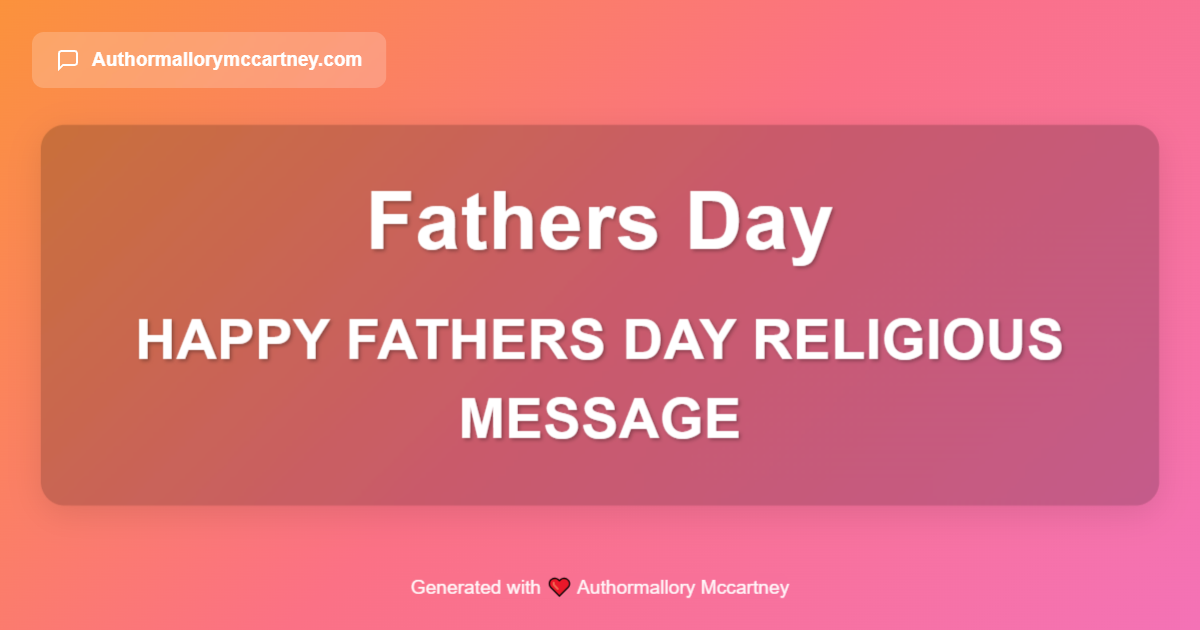 Authormallorymccartney.com
Fathers Day
HAPPY FATHERS DAY RELIGIOUS
MESSAGE
Generated with ❤️ Authormallory Mccartney